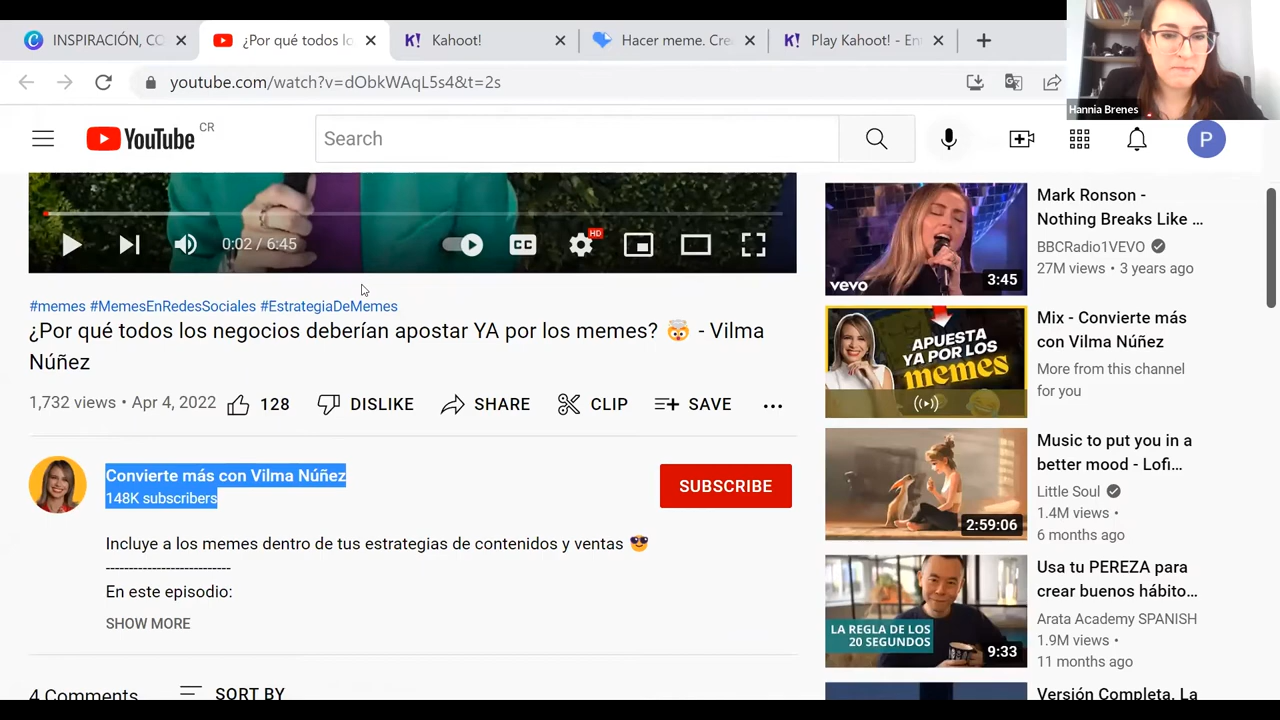 INSPIRACIÓN, CO
¿Por qué todos lo
K! Kahoot!
Hacer meme. Cre
K! Play Kahoot! - En
youtube.com/watch?v=dObkWAqL5s4&t=2s
Hannia Brenes
YouTube CR
Search
P
0:02 / 6:45
CC
HD
#memes #MemesEnRedesSociales #EstrategiaDeMemes
¿Por qué todos los negocios deberían apostar YA por los memes? 🤯 - Vilma
Núñez
1,732 views • Apr 4, 2022
128
DISLIKE
SHARE
CLIP
SAVE
...
Convierte más con Vilma Núñez
148K subscribers
SUBSCRIBE
Incluye a los memes dentro de tus estrategias de contenidos y ventas 😎
--------------------------
En este episodio:
SHOW MORE
4 Comments
SORT BY
vevo
3:45
Mark Ronson -
Nothing Breaks Like ...
BBCRadio1VEVO
27M views • 3 years ago
APUESTA
YA POR LOS
memes
Mix - Convierte más
con Vilma Núñez
More from this channel
for you
2:59:06
Music to put you in a
better mood - Lofi...
Little Soul
1.4M views •
6 months ago
LA REGLA DE LOS
20 SEGUNDOS
9:33
Usa tu PEREZA para
crear buenos hábito...
Arata Academy SPANISH
1.9M views •
11 months ago
Versión Completa. La